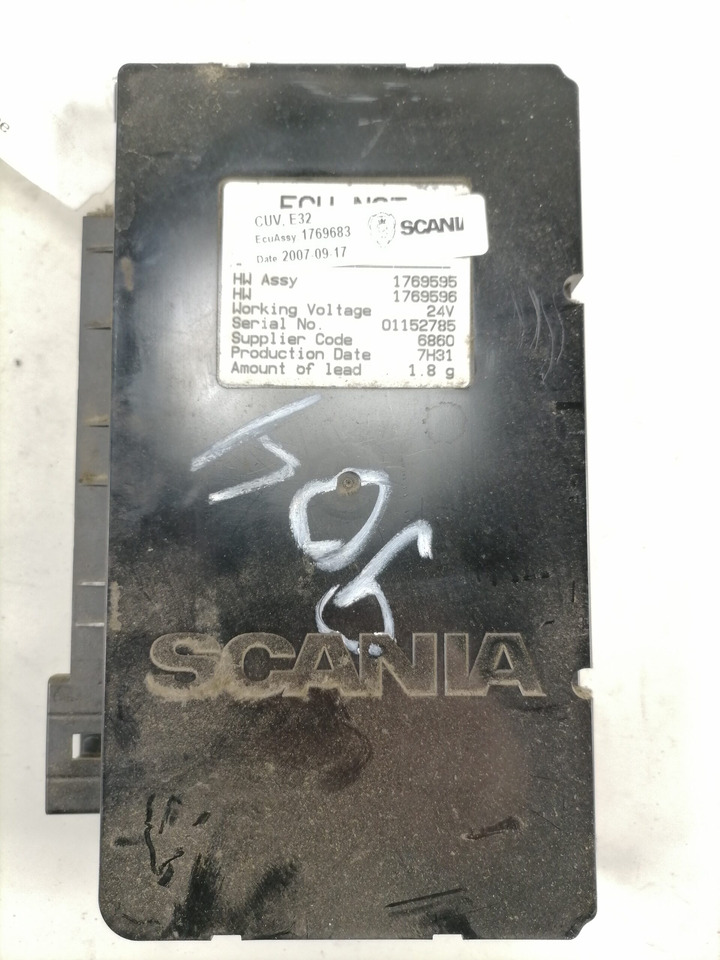 CUV, E32
EcuAssy 1769683
Date 2007-09-17
SCANIA
HW Assy 1769595
HW 1769596
Working Voltage 24V
Serial No. 01152785
Supplier Code 6860
Production Date 7H31
Amount of lead 1.8 g
SCANIA